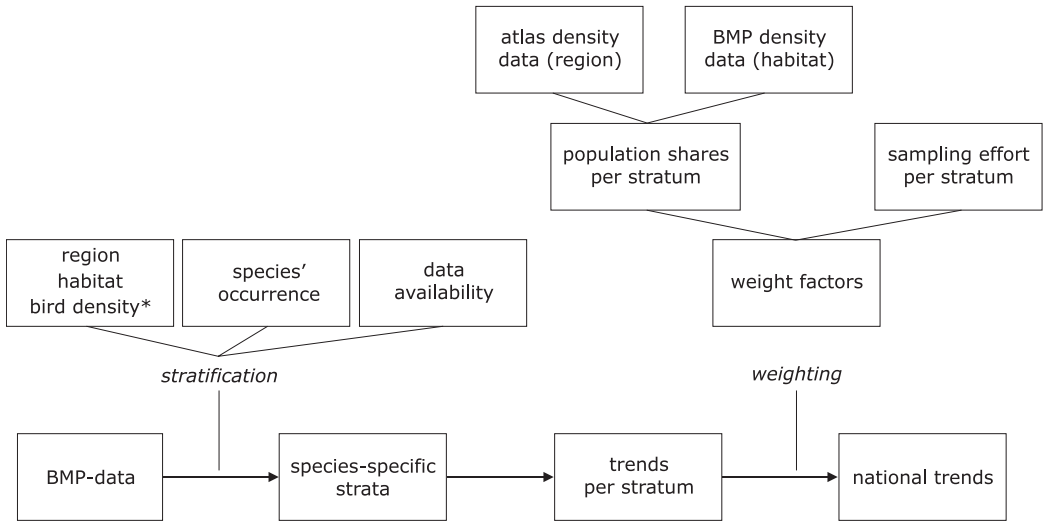 atlas density
data (region)
BMP density
data (habitat)
population shares
per stratum
sampling effort
per stratum
region
habitat
bird density*
species’
occurrence
data
availability
weight factors
stratification
weighting
BMP-data
species-specific
strata
trends
per stratum
national trends